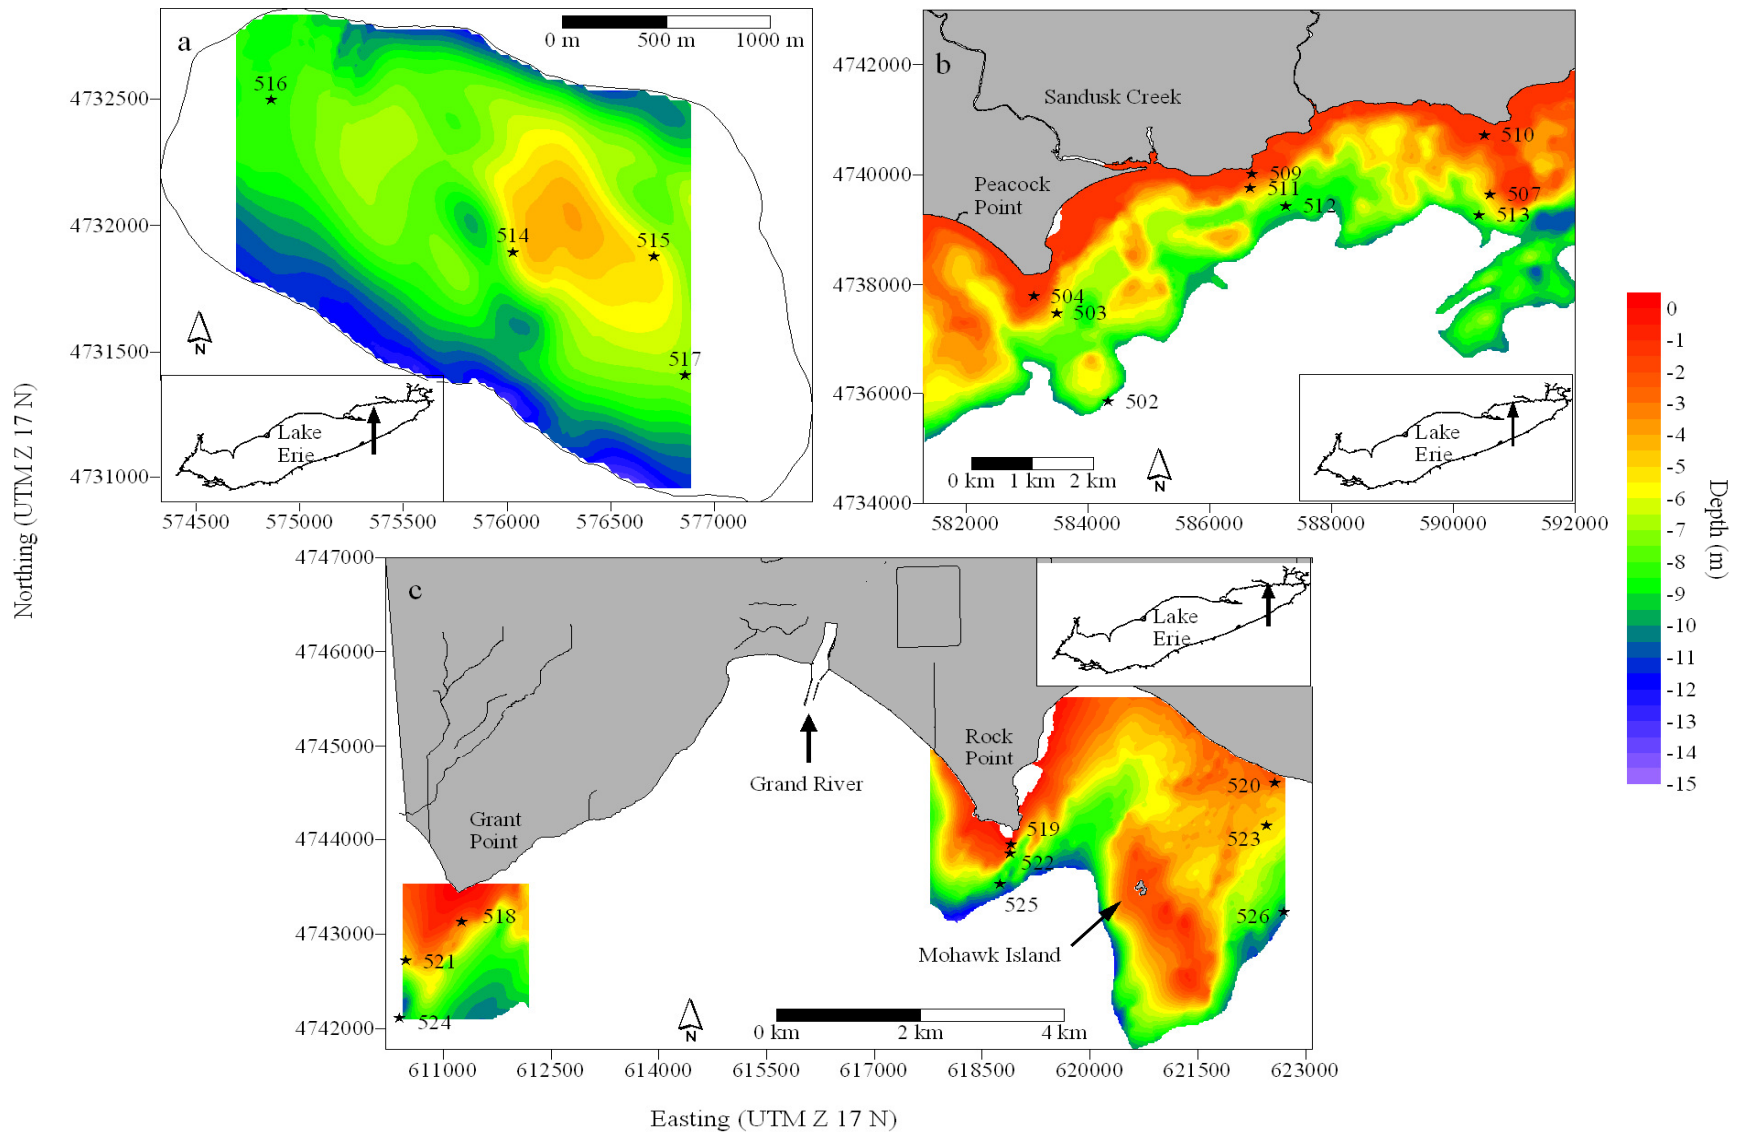 a
0 m 500 m 1000 m
516
514
515
517
4732500
4732000
4731500
4731000
574500 575000 575500 576000 576500 577000
N
Lake
Erie
b
Sandusk Creek
Peacock
Point
510
509
511
507
512
513
504
503
502
4742000
4740000
4738000
4736000
4734000
582000 584000 586000 588000 590000 592000
0 km 1 km 2 km
N
Lake
Erie
Northing (UTM Z 17 N)
Depth (m)
0
-1
-2
-3
-4
-5
-6
-7
-8
-9
-10
-11
-12
-13
-14
-15
c
Lake
Erie
Rock
Point
Grand River
Grant
Point
520
519
523
522
525
518
526
521
524
Mohawk Island
4747000
4746000
4745000
4744000
4743000
4742000
N
0 km 2 km 4 km
611000 612500 614000 615500 617000 618500 620000 621500 623000
Easting (UTM Z 17 N)